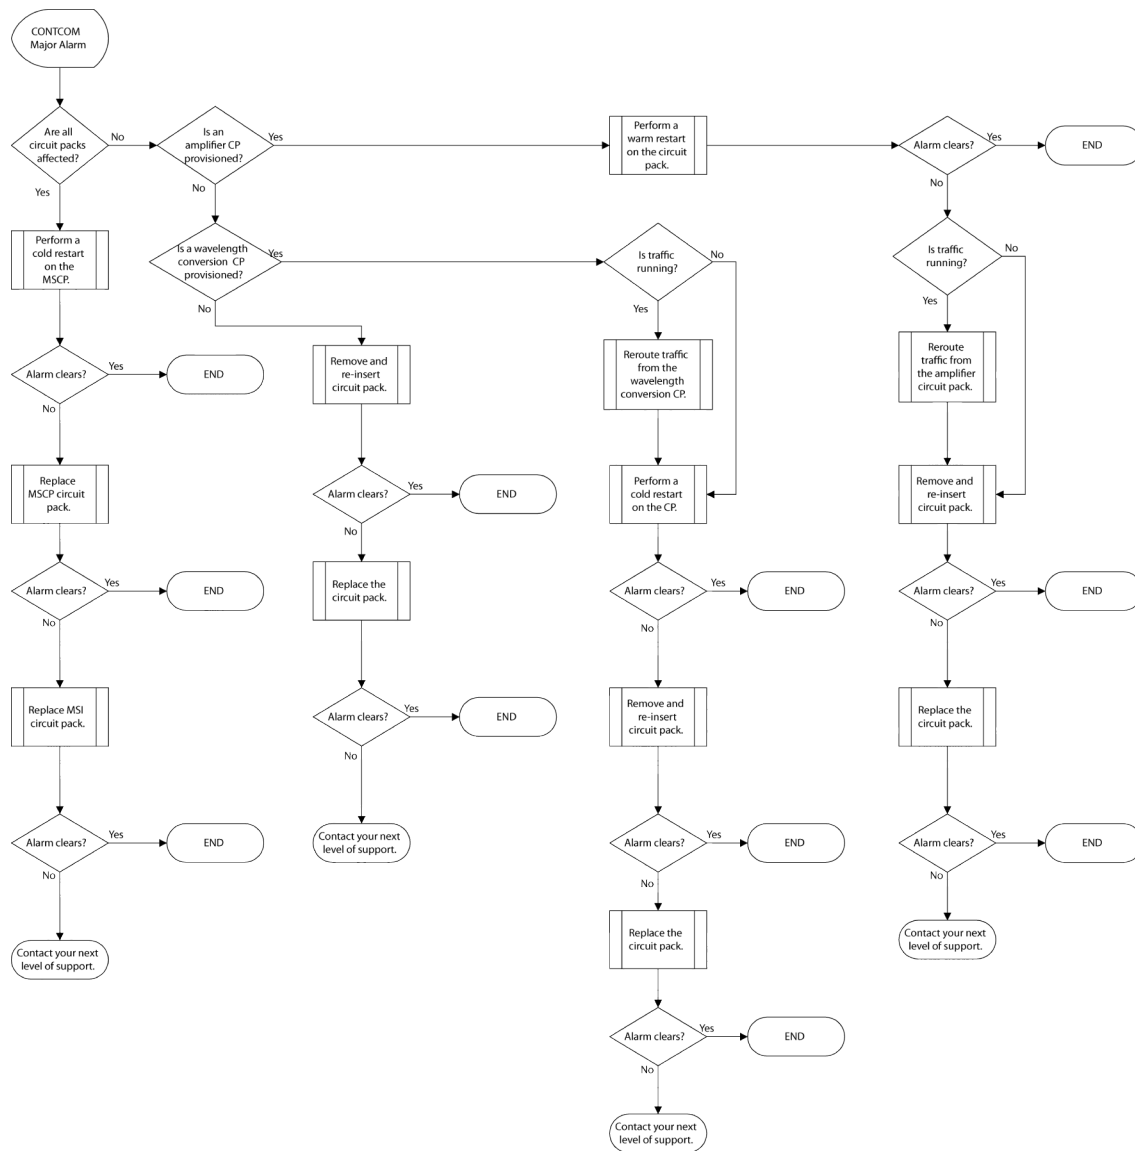 CONTCOM
Major Alarm
Are all
circuit packs
affected?
No
Is an
amplifier CP
provisioned?
Yes
Perform a
warm restart
on the circuit
pack.
Alarm clears?
Yes
END
Yes
No
No
Perform a
cold restart
on the
MSCP.
Is a wavelength
conversion CP
provisioned?
Yes
Is traffic
running?
No
Is traffic
running?
No
No
Yes
Yes
Alarm clears?
Yes
END
Remove and
re-insert
circuit pack.
Reroute traffic
from the
wavelength
conversion CP.
Reroute
traffic from
the amplifier
circuit pack.
No
Replace
MSCP circuit
pack.
Alarm clears?
Yes
END
Perform a
cold restart
on the CP.
Remove and
re-insert
circuit pack.
No
Alarm clears?
Yes
END
Replace the
circuit pack.
Alarm clears?
Yes
END
Alarm clears?
Yes
END
No
No
No
Replace MSI
circuit pack.
Alarm clears?
Yes
END
Remove and
re-insert
circuit pack.
Replace the
circuit pack.
No
Alarm clears?
Yes
END
Contact your next
level of support.
Alarm clears?
Yes
END
Alarm clears?
Yes
END
No
No
No
Contact your next
level of support.
Replace the
circuit pack.
Contact your next
level of support.
Alarm clears?
Yes
END
No
Contact your next
level of support.